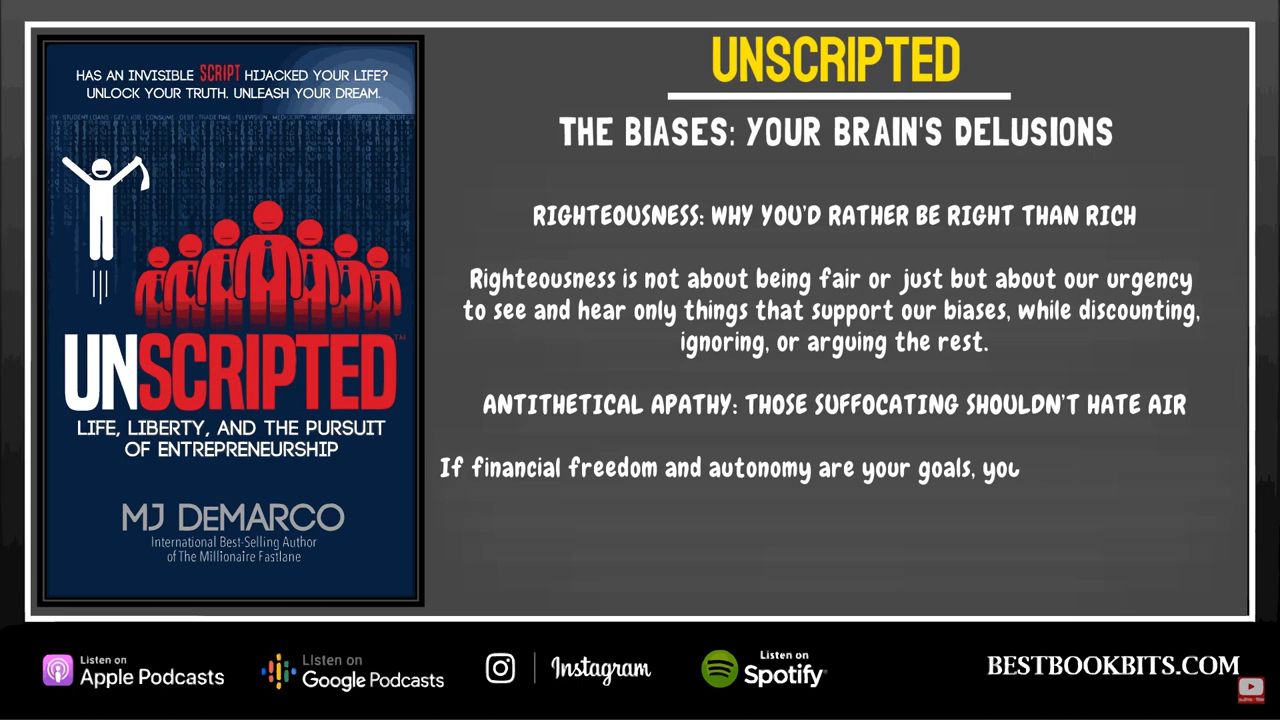 HAS AN INVISIBLE SCRIPT HIJACKED YOUR LIFE?
UNLOCK YOUR TRUTH. UNLEASH YOUR DREAM.
UNSCRIPTED™
LIFE, LIBERTY, AND THE PURSUIT
OF ENTREPRENEURSHIP
MJ DEMARCO
International Best-Selling Author
of The Millionaire Fastlane
UNSCRIPTED
THE BIASES: YOUR BRAIN'S DELUSIONS
RIGHTEOUSNESS: WHY YOU'D RATHER BE RIGHT THAN RICH
Righteousness is not about being fair or just but about our urgency
to see and hear only things that support our biases, while discounting,
ignoring, or arguing the rest.
ANTITHETICAL APATHY: THOSE SUFFOCATING SHOULDN'T HATE AIR
If financial freedom and autonomy are your goals, you
Listen on
Apple Podcasts
Listen on
Google Podcasts
Instagram
Listen on
Spotify
BESTBOOKBITS.COM